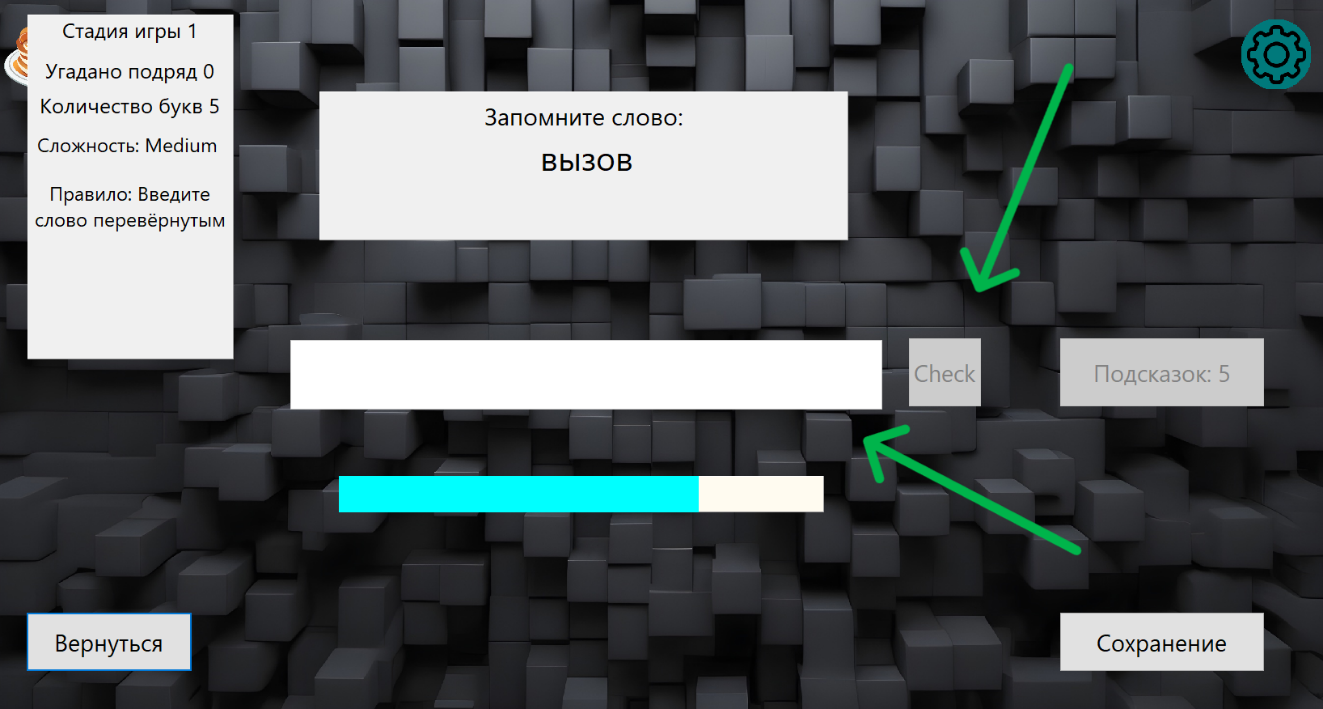 Стадия игры 1
Угадано подряд 0
Количество букв 5
Сложность: Medium
Правило: Введите
слово перевёрнутым
Запомните слово:
вызов
Check
Подсказок: 5
Вернуться
Сохранение